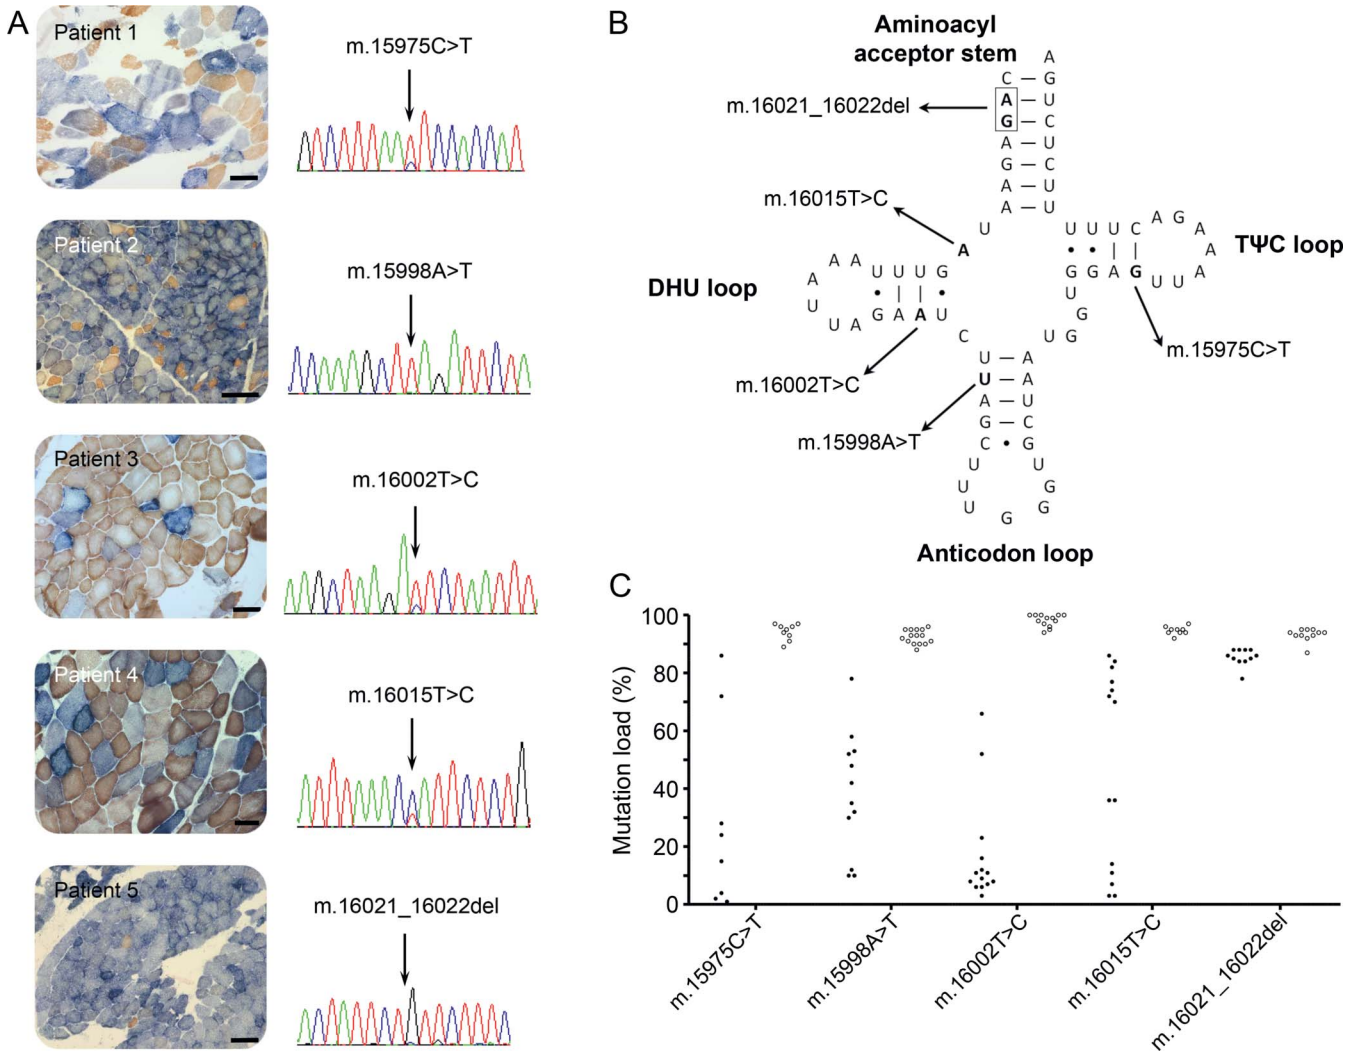 A
Patient 1
m.15975C>T
Patient 2
m.15998A>T
Patient 3
m.16002T>C
Patient 4
m.16015T>C
Patient 5
m.16021_16022del
B
Aminoacyl
acceptor stem
A
C – G
m.16021_16022del
A – U
G – C
A – U
G – C
m.16015T>C
A – U
A – U
U
U U U C A G A A A
A
TΨC loop
DHU loop
A A A U U U G
G G A G U U
U U A G A A U
U
G
G
U
m.15975C>T
C
U – A
m.16002T>C
U – A
A – U
G – C
m.15998A>T
C • G
U U
U G
U G
G
Anticodon loop
C
Mutation load (%)
100
80
60
40
20
0
m.15975C>T
m.15998A>T
m.16002T>C
m.16015T>C
m.16021_16022del